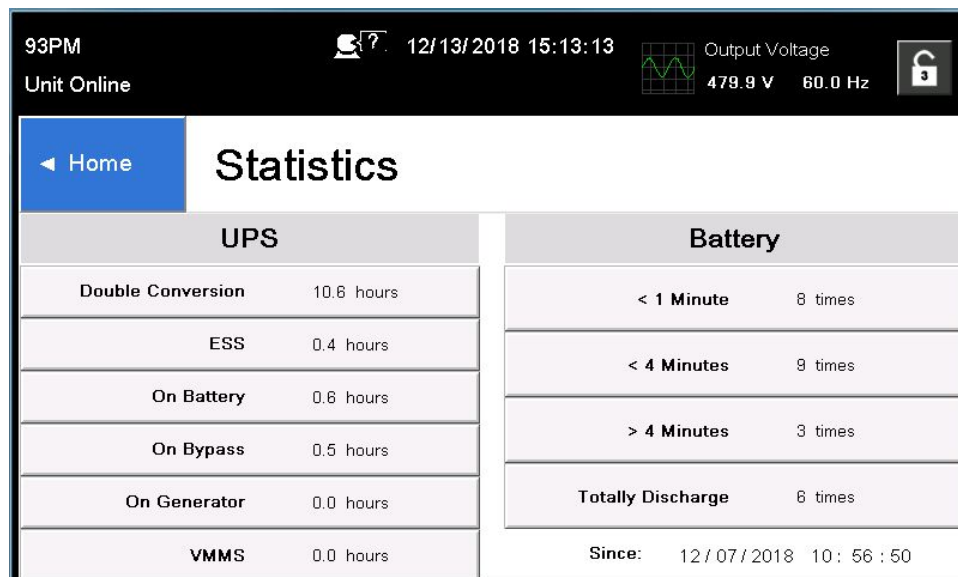 93PM
?
12/13/2018 15:13:13
Output Voltage
Unit Online
479.9 V 60.0 Hz
3
◄ Home
Statistics
UPS
Double Conversion 10.6 hours
ESS 0.4 hours
On Battery 0.6 hours
On Bypass 0.5 hours
On Generator 0.0 hours
VMMS 0.0 hours
Battery
< 1 Minute 8 times
< 4 Minutes 9 times
> 4 Minutes 3 times
Totally Discharge 6 times
Since: 12/07/2018 10:56:50